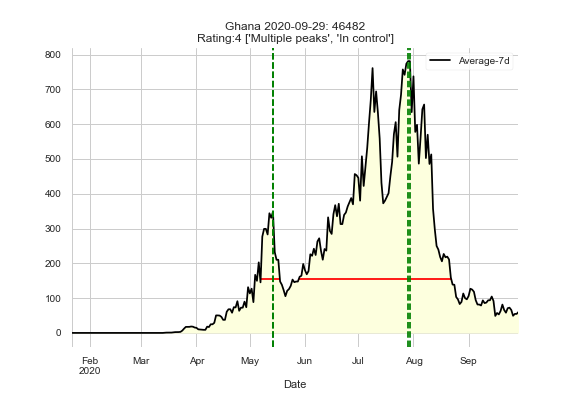 Ghana 2020-09-29: 46482
Rating:4 ['Multiple peaks', 'In control']
Average-7d
800
700
600
500
400
300
200
100
0
Feb
2020
Mar
Apr
May
Jun
Jul
Aug
Sep
Date